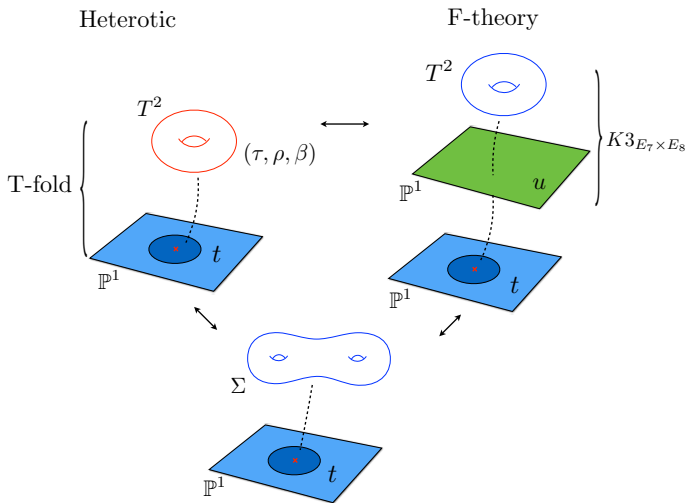 Heterotic
F-theory
T²
T²
(τ, ρ, β)
K3_{E₇×E₈}
T-fold
ℙ¹
u
t
ℙ¹
t
ℙ¹
Σ
t
ℙ¹